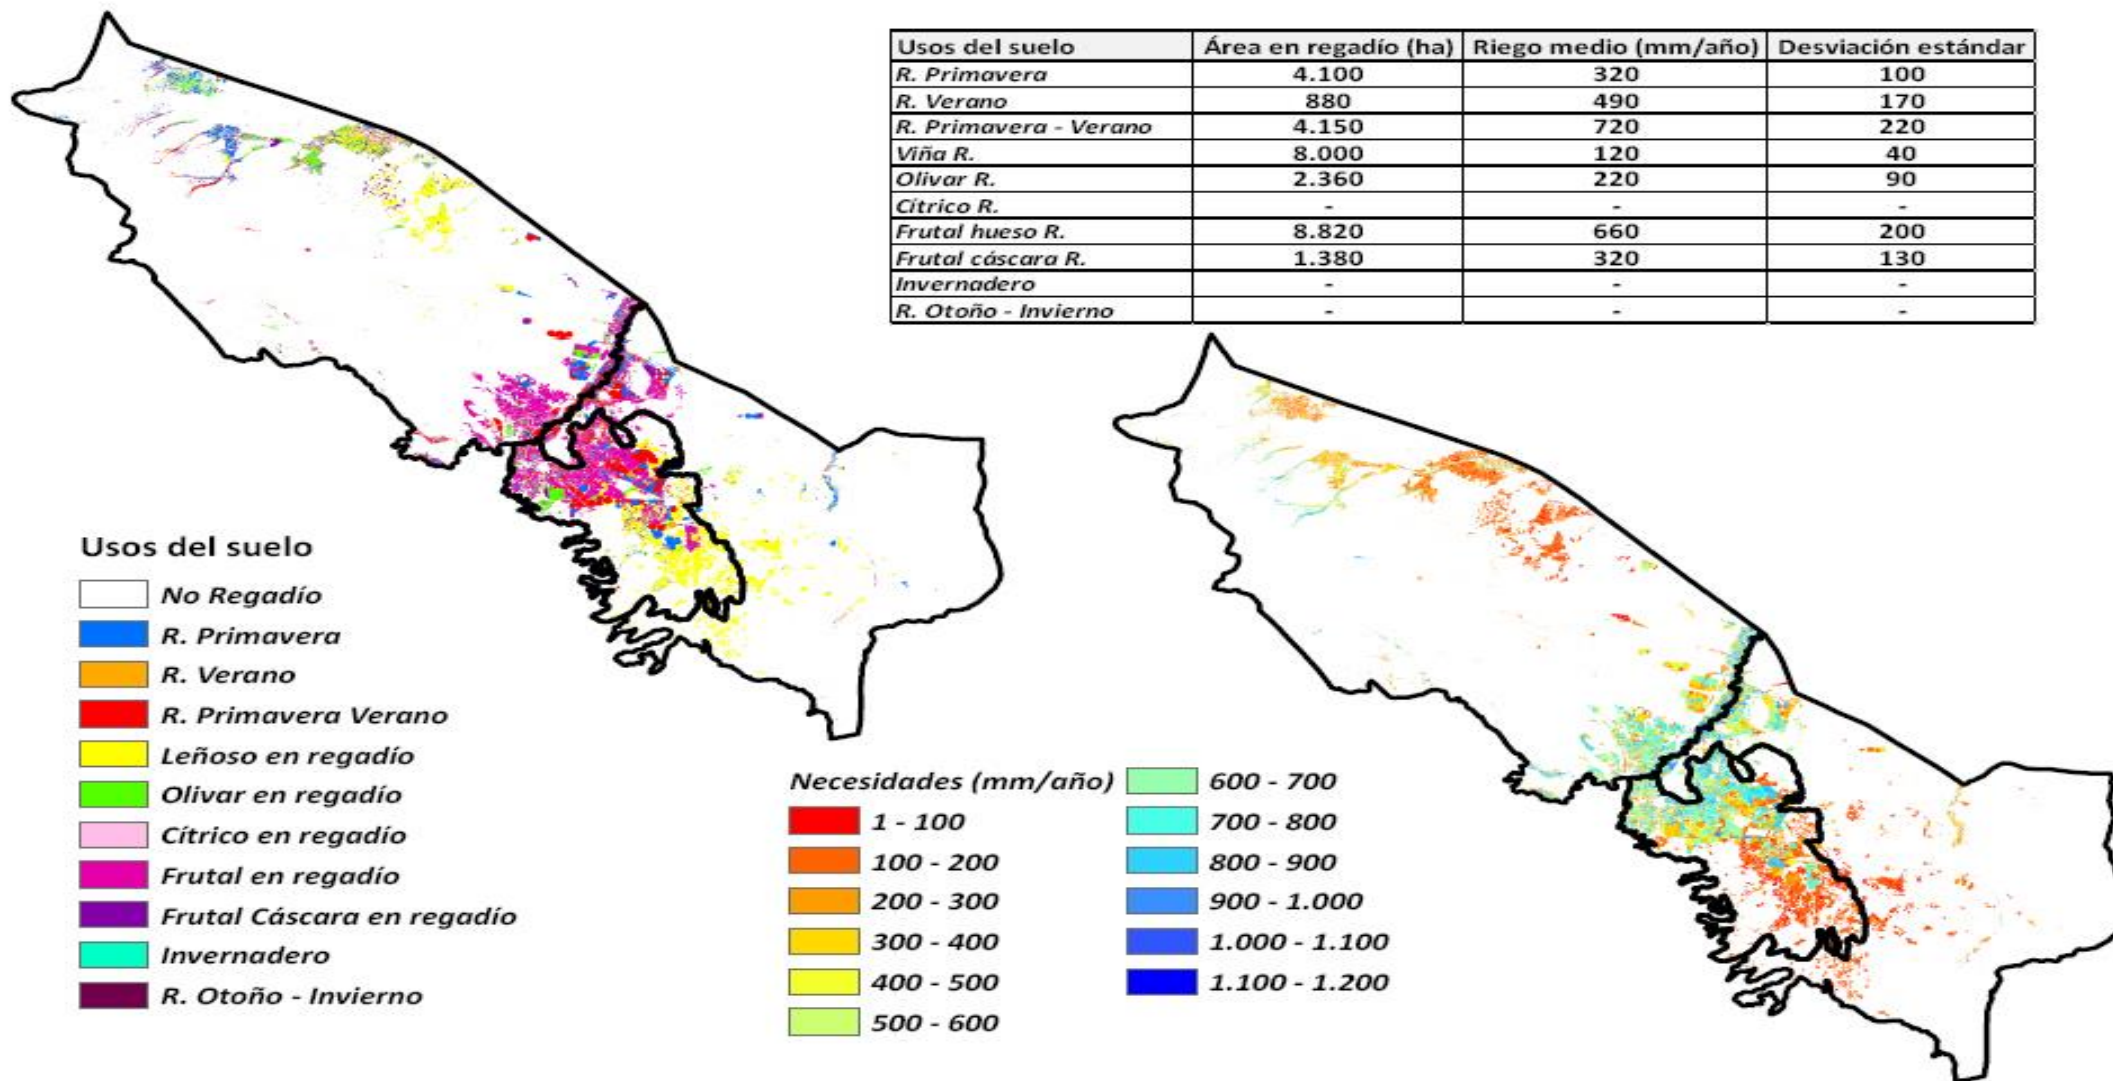 Usos del suelo Área en regadío (ha) Riego medio (mm/año) Desviación estándar
R. Primavera 4.100 320 100
R. Verano 880 490 170
R. Primavera - Verano 4.150 720 220
Viña R. 8.000 120 40
Olivar R. 2.360 220 90
Cítrico R. - - -
Frutal hueso R. 8.820 660 200
Frutal cáscara R. 1.380 320 130
Invernadero - - -
R. Otoño - Invierno - - -
Usos del suelo
No Regadío
R. Primavera
R. Verano
R. Primavera Verano
Leñoso en regadío
Olivar en regadío
Cítrico en regadío
Frutal en regadío
Frutal Cáscara en regadío
Invernadero
R. Otoño - Invierno
Necesidades (mm/año)
1 - 100
100 - 200
200 - 300
300 - 400
400 - 500
500 - 600
600 - 700
700 - 800
800 - 900
900 - 1.000
1.000 - 1.100
1.100 - 1.200